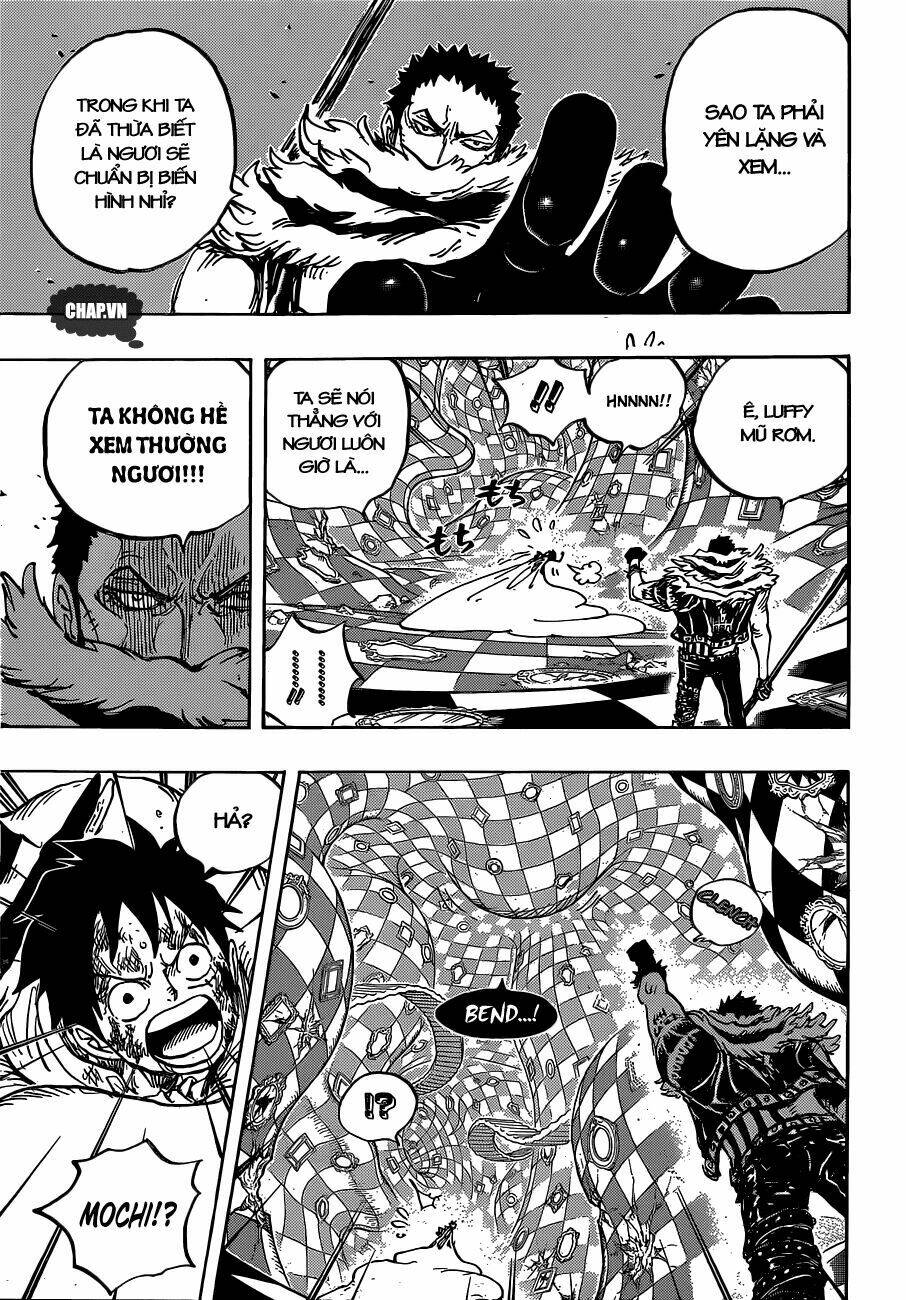 SAO TA PHẢI
YÊN LẶNG VÀ
XEM...
TRONG KHI TA
ĐÃ THỪA BIẾT
LÀ NGƯƠI SẼ
CHUẨN BỊ BIẾN
HÌNH NHỈ?
CHAP.VN
Ê, LUFFY
MŨ RƠM.
HNNNN!!
!!
TA SẼ NÓI
THẲNG VỚI
NGƯƠI LUÔN
GIỜ LÀ...
もち
もち
TA KHÔNG HỀ
XEM THƯỜNG
NGƯƠI!!!
CLENCH
BEND...!
!?
HẢ?
MOCHI!?